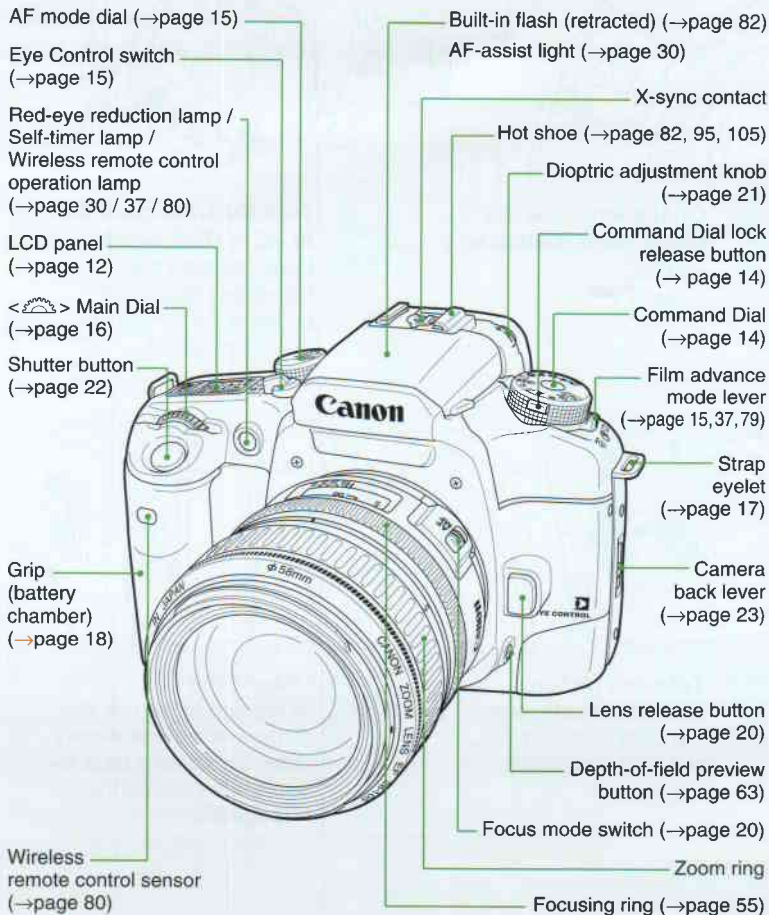 AF mode dial (→page 15)
Eye Control switch
(→page 15)
Red-eye reduction lamp /
Self-timer lamp /
Wireless remote control
operation lamp
(→page 30 / 37 / 80)
LCD panel
(→page 12)
< > Main Dial
(→page 16)
Shutter button
(→page 22)
Grip
(battery
chamber)
(→page 18)
Wireless
remote control sensor
(→page 80)
Built-in flash (retracted) (→page 82)
AF-assist light (→page 30)
X-sync contact
Hot shoe (→page 82, 95, 105)
Dioptric adjustment knob
(→page 21)
Command Dial lock
release button
(→ page 14)
Command Dial
(→page 14)
Film advance
mode lever
(→page 15,37,79)
Strap
eyelet
(→page 17)
Camera
back lever
(→page 23)
Lens release button
(→page 20)
Depth-of-field preview
button (→page 63)
Focus mode switch (→page 20)
Zoom ring
Focusing ring (→page 55)
Canon
φ58mm
IN JAPAN
CANON ZOOM LENS EF
EYE CONTROL